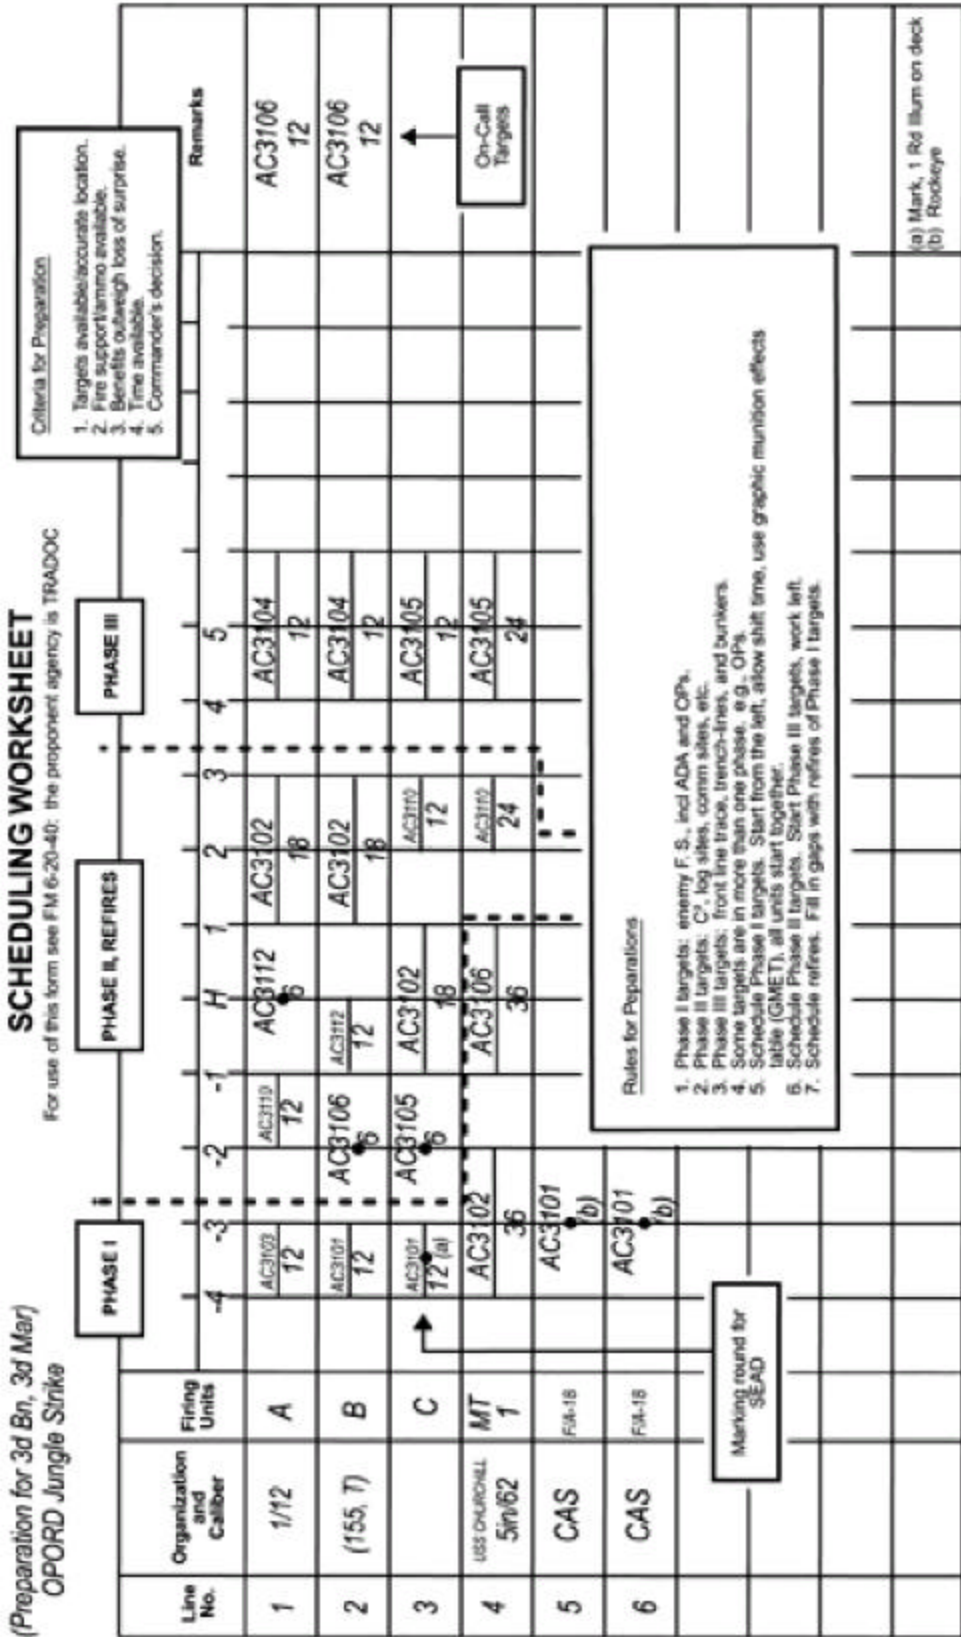 (Preparation for 3d Bn, 3d Mar)
OPORD Jungle Strike
SCHEDULING WORKSHEET
For use of this form see FM 6-20-40; the proponent agency is TRADOC
Criteria for Preparation
1. Targets available/accurate location.
2. Fire support/ammo available.
3. Benefits outweigh loss of surprise.
4. Time available.
5. Commander's decision.
PHASE I
PHASE II, REFIRES
PHASE III
Line No.
Organization and Caliber
Firing Units
-4 -3 -2 -1 H 1 2 3 4 5
Remarks
1 1/12 A AC3103 12 AC3110 12 AC3112 6 AC3102 18 AC3104 12 AC3106 12
2 (155, T) B AC3101 12 AC3106 6 AC3112 12 AC3102 18 AC3104 12 AC3106 12
3 C AC3101 12 (a) AC3105 6 AC3102 18 AC3110 12 AC3105 12
4 USS CHURCHILL 5in/62 MT 1 AC3102 36 AC3106 36 AC3110 24 AC3105 24
On-Call Targets
5 CAS F/A-18 AC3101 (b)
6 CAS F/A-18 AC3101 (b)
Marking round for SEAD
Rules for Peparations
1. Phase I targets: enemy F. S., incl ADA and OPs.
2. Phase II targets: C², log sites, comm sites, etc.
3. Phase III targets: front line trace, trench-lines, and bunkers.
4. Some targets are in more than one phase, e.g., OPs.
5. Schedule Phase I targets. Start from the left, allow shift time, use graphic munition effects
table (GMET), all units start together.
6. Schedule Phase II targets. Start Phase III targets, work left.
7. Schedule refires. Fill in gaps with refires of Phase I targets.
(a) Mark, 1 Rd Illum on deck
(b) Rockeye